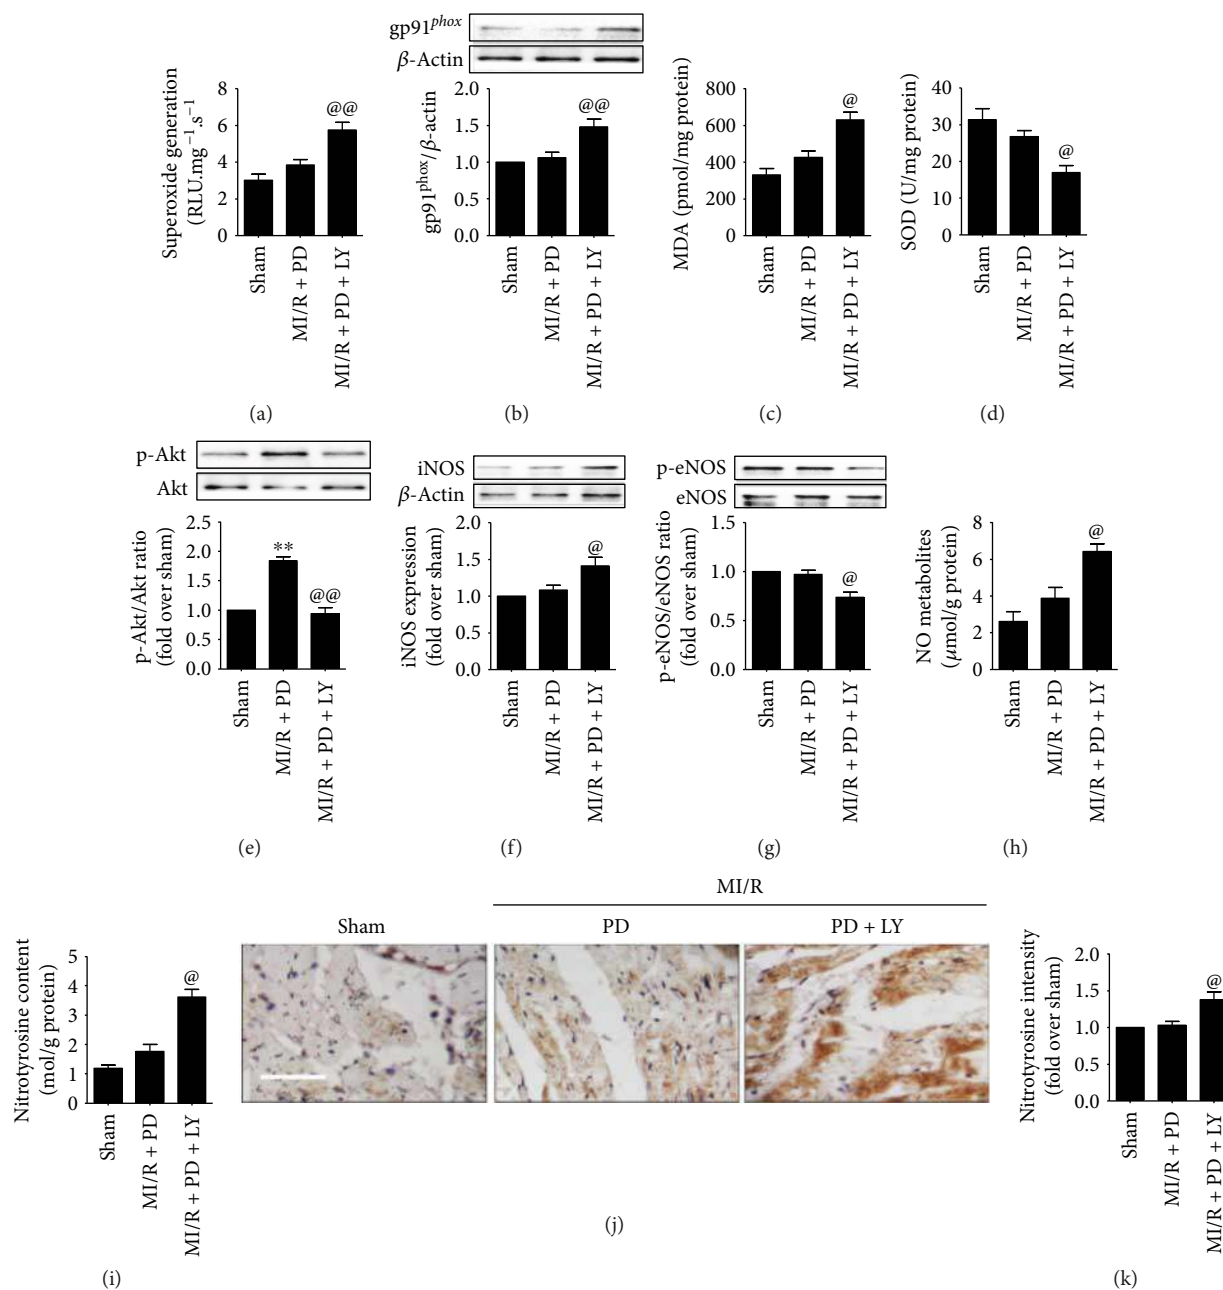 gp91phox
β-Actin
Superoxide generation
(RLU.mg−1.s−1
8
6
4
2
0
Sham
MI/R + PD
MI/R + PD + LY
@@
(a)
gp91phox/β-actin
2.0
1.5
1.0
0.5
0.0
Sham
MI/R + PD
MI/R + PD + LY
@@
(b)
MDA (pmol/mg protein)
800
600
400
200
0
Sham
MI/R + PD
MI/R + PD + LY
@
(c)
SOD (U/mg protein)
40
30
20
10
0
Sham
MI/R + PD
MI/R + PD + LY
@
(d)
p-Akt
Akt
p-Akt/Akt ratio
(fold over sham)
2.5
2.0
1.5
1.0
0.5
0.0
**
@@
Sham
MI/R + PD
MI/R + PD + LY
(e)
iNOS
β-Actin
iNOS expression
(fold over sham)
2.0
1.5
1.0
0.5
0.0
@
Sham
MI/R + PD
MI/R + PD + LY
(f)
p-eNOS
eNOS
p-eNOS/eNOS ratio
(fold over sham)
1.5
1.0
0.5
0.0
@
Sham
MI/R + PD
MI/R + PD + LY
(g)
NO metabolites
(μmol/g protein)
8
6
4
2
0
@
Sham
MI/R + PD
MI/R + PD + LY
(h)
Nitrotyrosine content
(mol/g protein)
5
4
3
2
1
0
@
Sham
MI/R + PD
MI/R + PD + LY
(i)
MI/R
Sham
PD
PD + LY
(j)
Nitrotyrosine intensity
(fold over sham)
2.0
1.5
1.0
0.5
0.0
@
Sham
MI/R + PD
MI/R + PD + LY
(k)